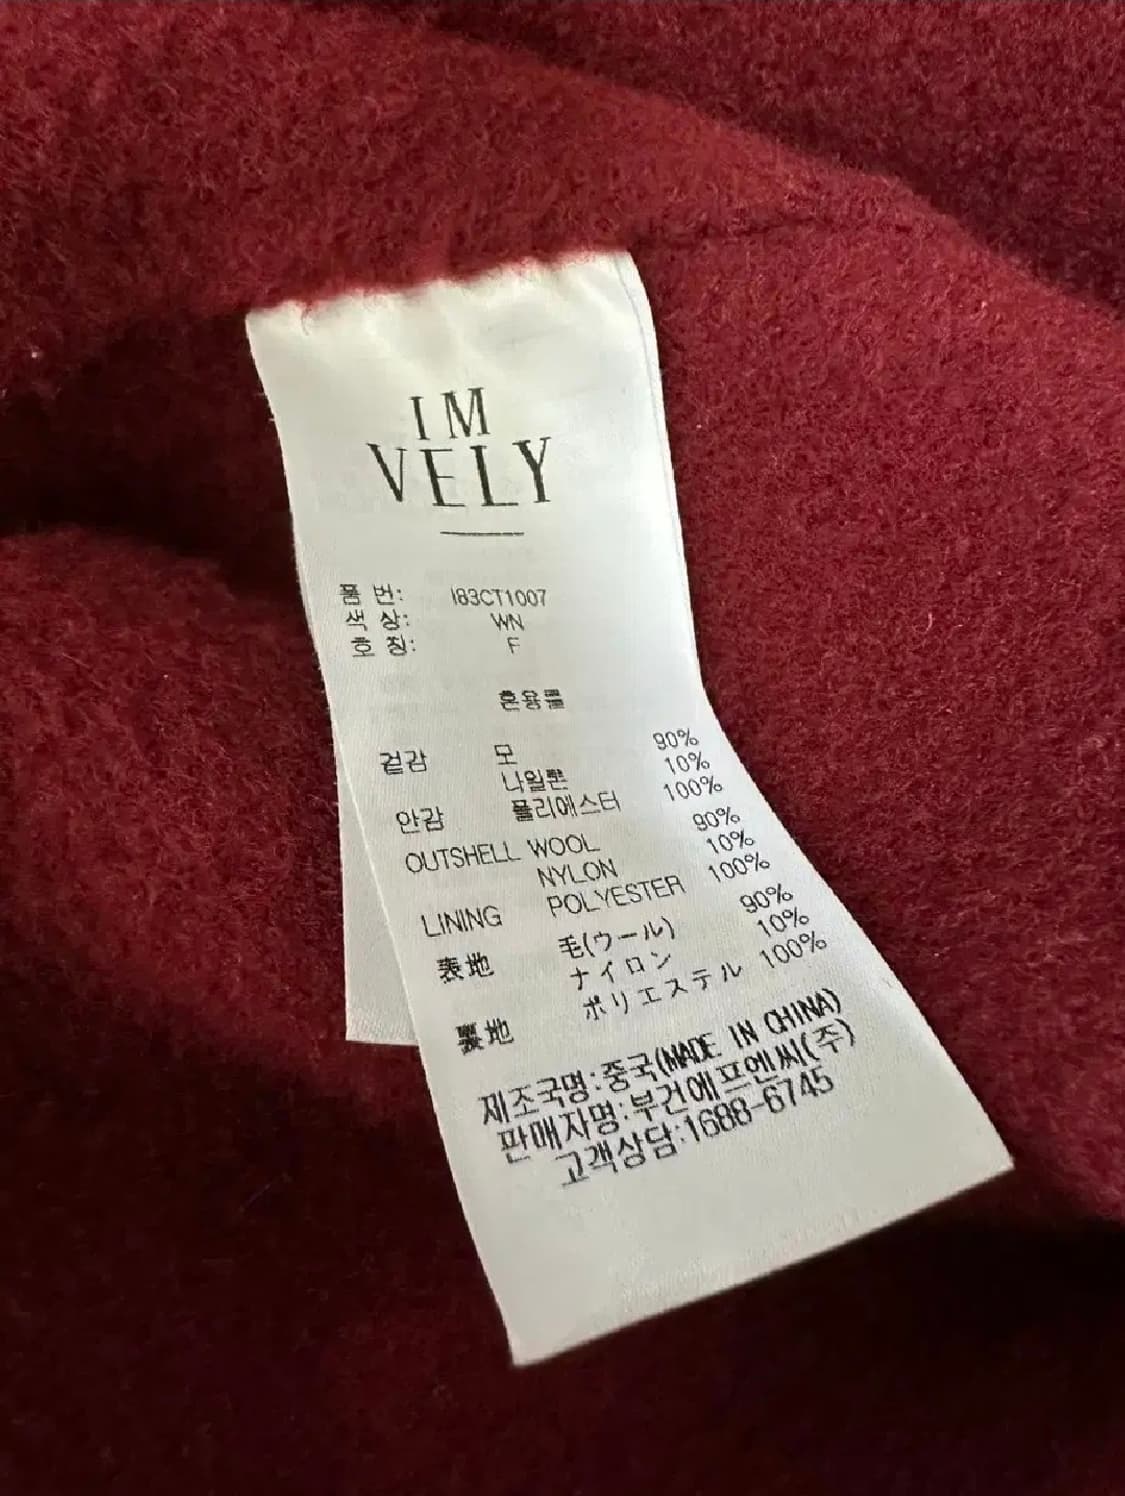 IM
VELY
품 번: I83CT1007
색 상: WN
호 칭: F
혼용률
겉감 모 90%
나일론 10%
안감 폴리에스터 100%
OUTSHELL WOOL 90%
NYLON 10%
LINING POLYESTER 100%
表地 毛(ウール) 90%
ナイロン 10%
裏地 ポリエステル 100%
제조국명:중국(MADE IN CHINA)
판매자명:부건에프엔씨(주)
고객상담:1688-6745